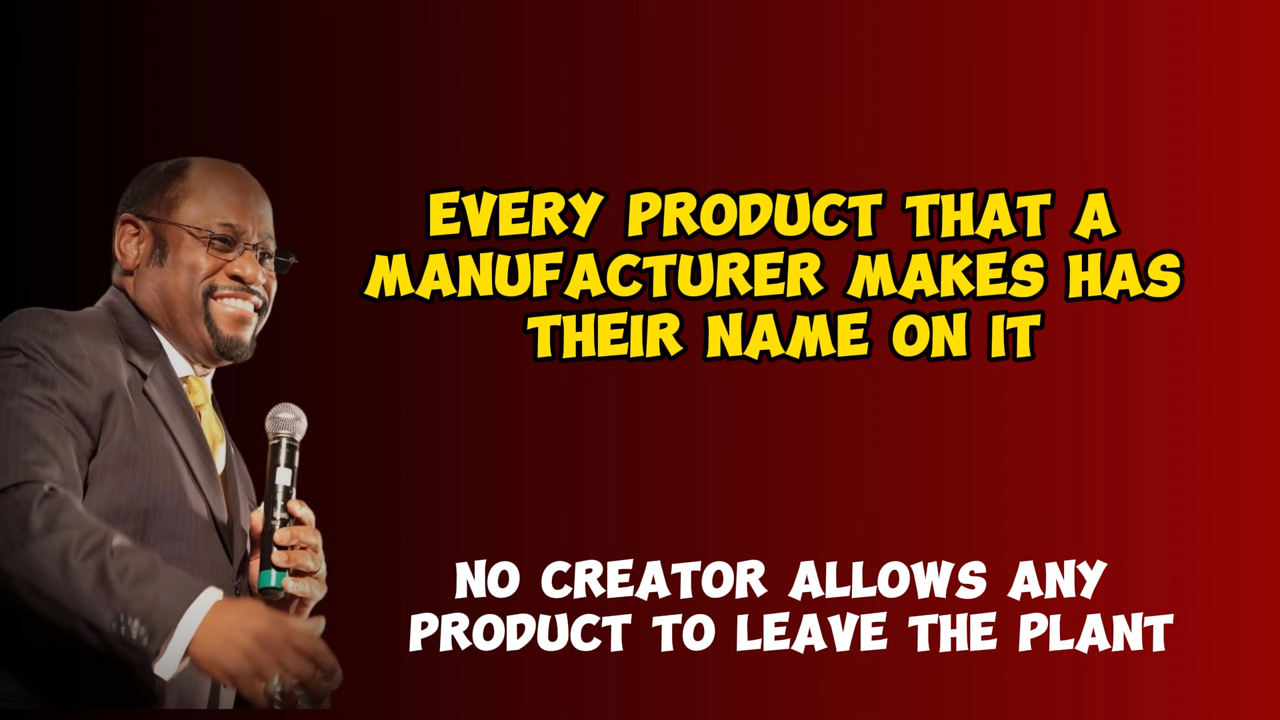 EVERY PRODUCT THAT A
MANUFACTURER MAKES HAS
THEIR NAME ON IT
NO CREATOR ALLOWS ANY
PRODUCT TO LEAVE THE PLANT